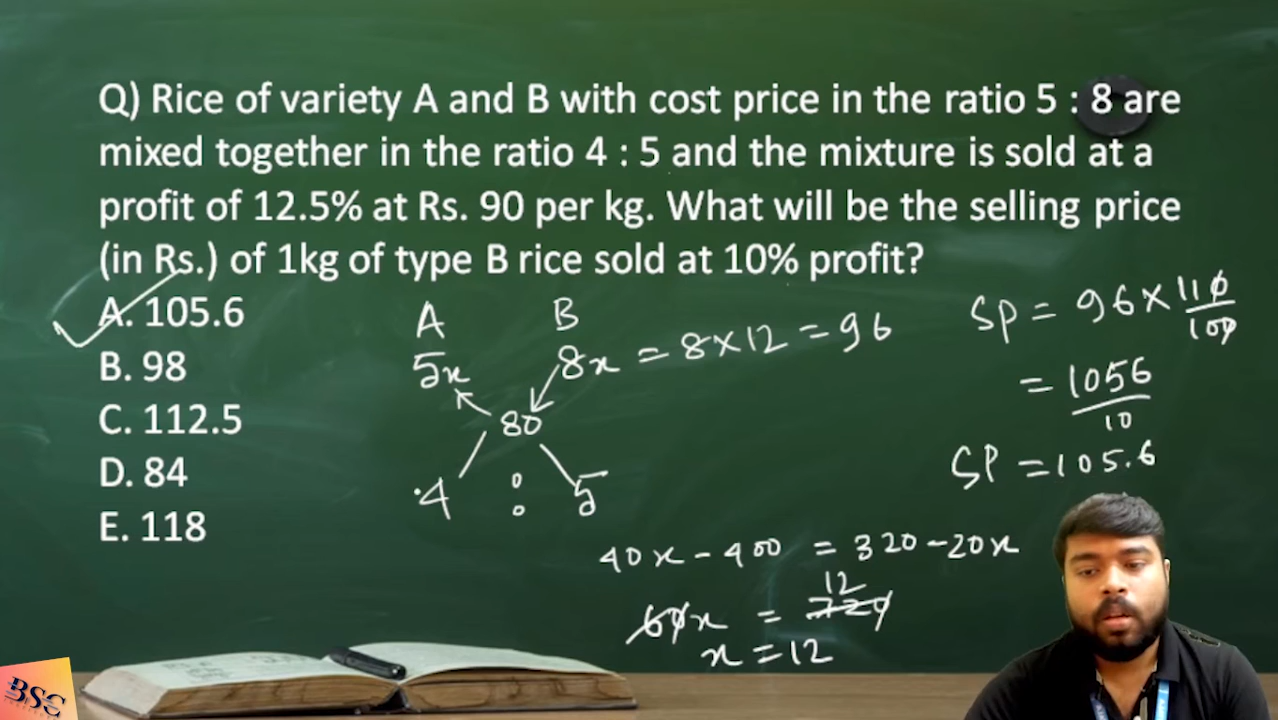 Q) Rice of variety A and B with cost price in the ratio 5 : 8 are
mixed together in the ratio 4 : 5 and the mixture is sold at a
profit of 12.5% at Rs. 90 per kg. What will be the selling price
(in Rs.) of 1kg of type B rice sold at 10% profit?
A. 105.6
B. 98
C. 112.5
D. 84
E. 118
A B
5x 8x = 8×12 = 96
80
4 : 5
40x - 400 = 320 - 20x
60x = 720 12
x = 12
SP = 96 × 110/100
= 1056/10
SP = 105.6
BSC